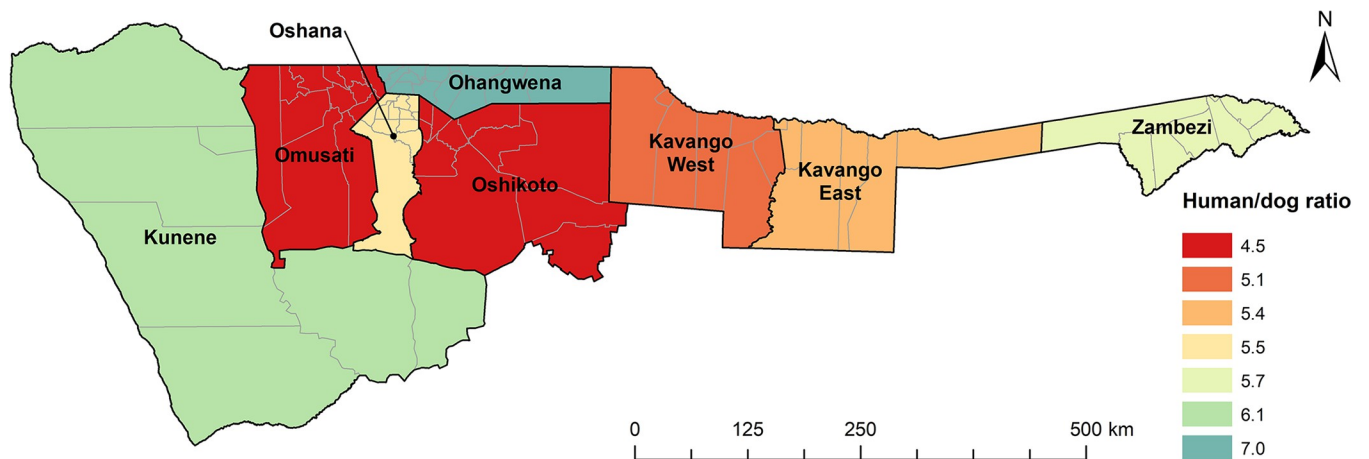 N
Oshana
Ohangwena
Zambezi
Omusati
Kavango
West
Kavango
East
Oshikoto
Kunene
Human/dog ratio
4.5
5.1
5.4
5.5
5.7
6.1
7.0
0 125 250 500 km